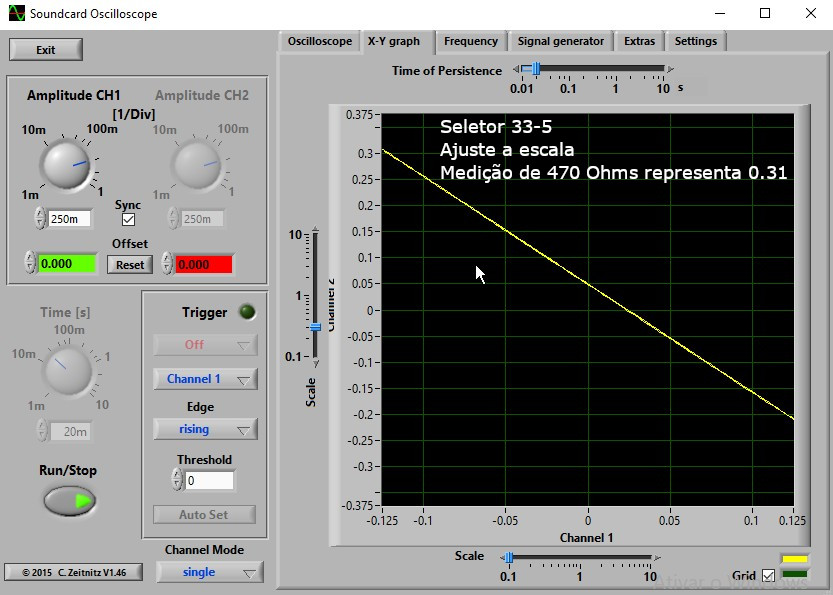 Soundcard Oscilloscope
Exit
Oscilloscope X-Y graph Frequency Signal generator Extras Settings
Time of Persistence
0.01 0.1 1 10 s
Amplitude CH1 Amplitude CH2
[1/Div]
10m 100m 10m 100m
1m 1 1m 1
250m Sync 250m
Offset
0.000 Reset 0.000
Time [s]
100m
10m 1
1m 10
20m
Run/Stop
Trigger
Off
Channel 1
Edge
rising
Threshold
0
Auto Set
Channel Mode
single
© 2015 C. Zeitnitz V1.46
Seletor 33-5
Ajuste a escala
Medição de 470 Ohms representa 0.31
10
1
0.1
Scale
Channel 2
0.375
0.3
0.25
0.2
0.15
0.1
0.05
0
-0.05
-0.1
-0.15
-0.2
-0.25
-0.3
-0.375
-0.125 -0.1 -0.05 0 0.05 0.1 0.125
Channel 1
Scale
0.1 1 10
Grid
Ativar o Windows